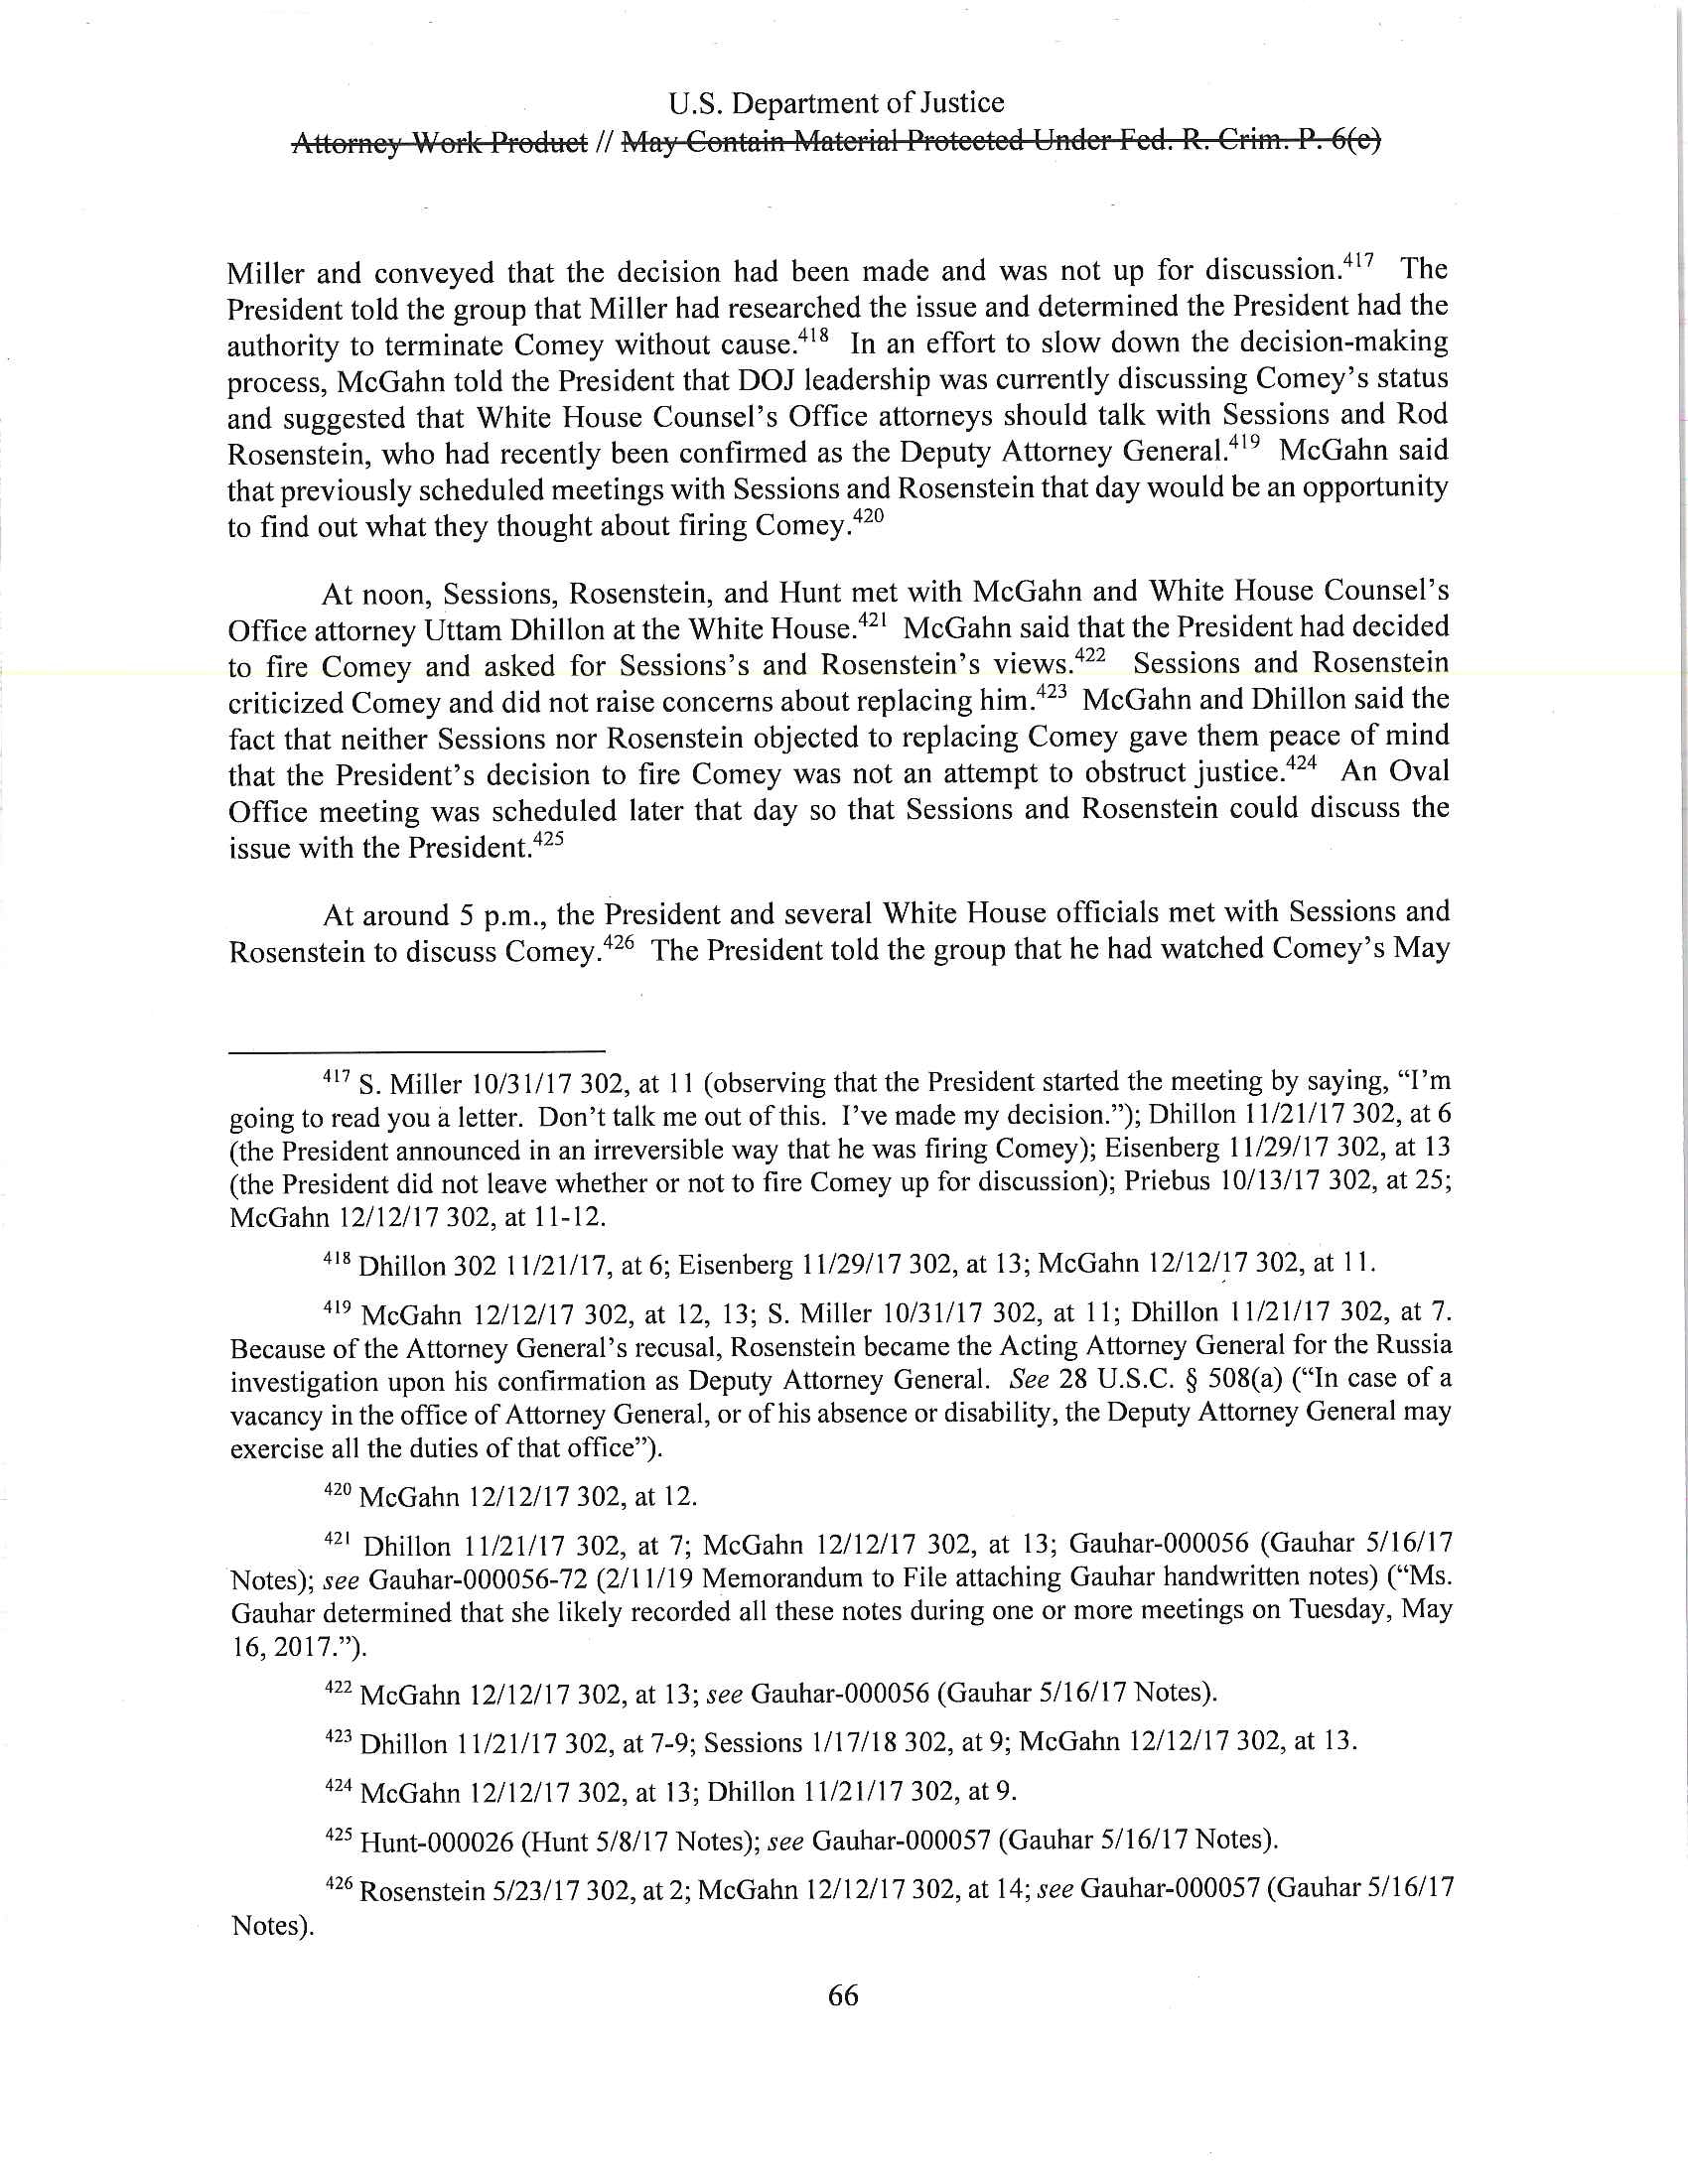 U.S. Department of Justice
Attorney Work Product // May Contain Material Protected Under Fed. R. Crim. P. 6(e)
Miller and conveyed that the decision had been made and was not up for discussion.417 The
President told the group that Miller had researched the issue and determined the President had the
authority to terminate Comey without cause.418 In an effort to slow down the decision-making
process, McGahn told the President that DOJ leadership was currently discussing Comey's status
and suggested that White House Counsel's Office attorneys should talk with Sessions and Rod
Rosenstein, who had recently been confirmed as the Deputy Attorney General.419 McGahn said
that previously scheduled meetings with Sessions and Rosenstein that day would be an opportunity
to find out what they thought about firing Comey.420
At noon, Sessions, Rosenstein, and Hunt met with McGahn and White House Counsel's
Office attorney Uttam Dhillon at the White House.421 McGahn said that the President had decided
to fire Comey and asked for Sessions's and Rosenstein's views.422 Sessions and Rosenstein
criticized Comey and did not raise concerns about replacing him.423 McGahn and Dhillon said the
fact that neither Sessions nor Rosenstein objected to replacing Comey gave them peace of mind
that the President's decision to fire Comey was not an attempt to obstruct justice.424 An Oval
Office meeting was scheduled later that day so that Sessions and Rosenstein could discuss the
issue with the President.425
At around 5 p.m., the President and several White House officials met with Sessions and
Rosenstein to discuss Comey.426 The President told the group that he had watched Comey's May
417 S. Miller 10/31/17 302, at 11 (observing that the President started the meeting by saying, "I'm
going to read you a letter. Don't talk me out of this. I've made my decision."); Dhillon 11/21/17 302, at 6
(the President announced in an irreversible way that he was firing Comey); Eisenberg 11/29/17 302, at 13
(the President did not leave whether or not to fire Comey up for discussion); Priebus 10/13/17 302, at 25;
McGahn 12/12/17 302, at 11-12.
418 Dhillon 302 11/21/17, at 6; Eisenberg 11/29/17 302, at 13; McGahn 12/12/17 302, at 11.
419 McGahn 12/12/17 302, at 12, 13; S. Miller 10/31/17 302, at 11; Dhillon 11/21/17 302, at 7.
Because of the Attorney General's recusal, Rosenstein became the Acting Attorney General for the Russia
investigation upon his confirmation as Deputy Attorney General. See 28 U.S.C. § 508(a) ("In case of a
vacancy in the office of Attorney General, or of his absence or disability, the Deputy Attorney General may
exercise all the duties of that office").
420 McGahn 12/12/17 302, at 12.
421 Dhillon 11/21/17 302, at 7; McGahn 12/12/17 302, at 13; Gauhar-000056 (Gauhar 5/16/17
Notes); see Gauhar-000056-72 (2/11/19 Memorandum to File attaching Gauhar handwritten notes) ("Ms.
Gauhar determined that she likely recorded all these notes during one or more meetings on Tuesday, May
16, 2017.").
422 McGahn 12/12/17 302, at 13; see Gauhar-000056 (Gauhar 5/16/17 Notes).
423 Dhillon 11/21/17 302, at 7-9; Sessions 1/17/18 302, at 9; McGahn 12/12/17 302, at 13.
424 McGahn 12/12/17 302, at 13; Dhillon 11/21/17 302, at 9.
425 Hunt-000026 (Hunt 5/8/17 Notes); see Gauhar-000057 (Gauhar 5/16/17 Notes).
426 Rosenstein 5/23/17 302, at 2; McGahn 12/12/17 302, at 14; see Gauhar-000057 (Gauhar 5/16/17
Notes).
66